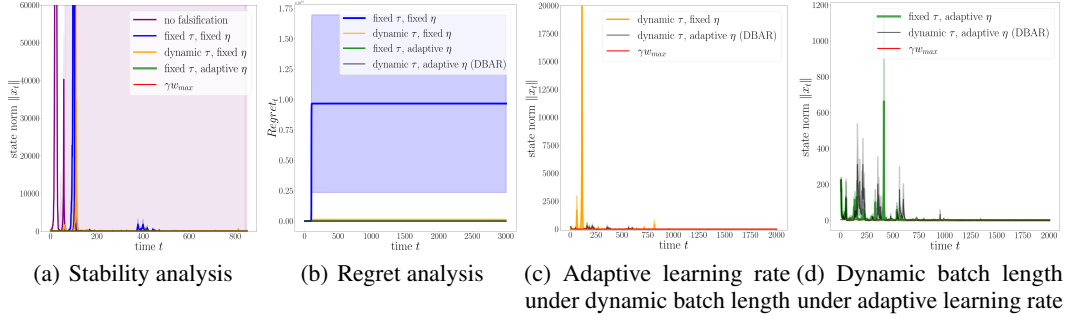 60000
50000
40000
30000
20000
10000
0
state norm ‖x_t‖
no falsification
fixed τ, fixed η
dynamic τ, fixed η
fixed τ, adaptive η
γw_max
0 200 400 600 800
time t
(a) Stability analysis
1.75
1.50
1.25
1.00
0.75
0.50
0.25
0.00
Regret_t
fixed τ, fixed η
dynamic τ, fixed η
fixed τ, adaptive η
dynamic τ, adaptive η (DBAR)
0 500 1000 1500 2000 2500 3000
time t
(b) Regret analysis
20000
17500
15000
12500
10000
7500
5000
2500
0
state norm ‖x_t‖
dynamic τ, fixed η
dynamic τ, adaptive η (DBAR)
γw_max
0 250 500 750 1000 1250 1500 1750 2000
time t
(c) Adaptive learning rate
under dynamic batch length
1200
1000
800
600
400
200
0
state norm ‖x_t‖
fixed τ, adaptive η
dynamic τ, adaptive η (DBAR)
γw_max
0 250 500 750 1000 1250 1500 1750 2000
time t
(d) Dynamic batch length
under adaptive learning rate